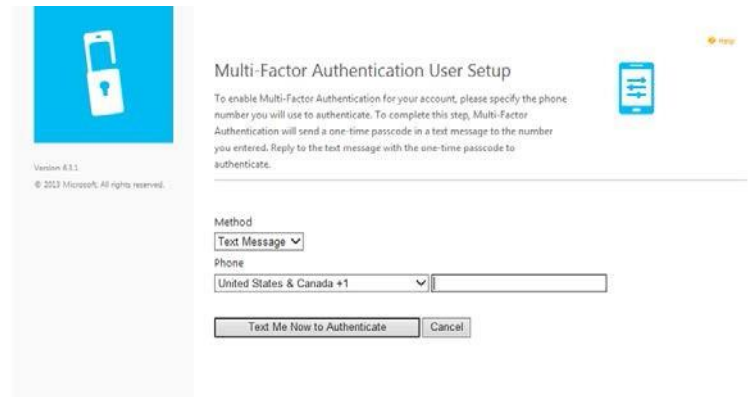 Help
Multi-Factor Authentication User Setup
To enable Multi-Factor Authentication for your account, please specify the phone
number you will use to authenticate. To complete this step, Multi-Factor
Authentication will send a one-time passcode in a text message to the number
you entered. Reply to the text message with the one-time passcode to
authenticate.
Version 6.3.1
© 2013 Microsoft. All rights reserved.
Method
Text Message
Phone
United States & Canada +1
Text Me Now to Authenticate
Cancel